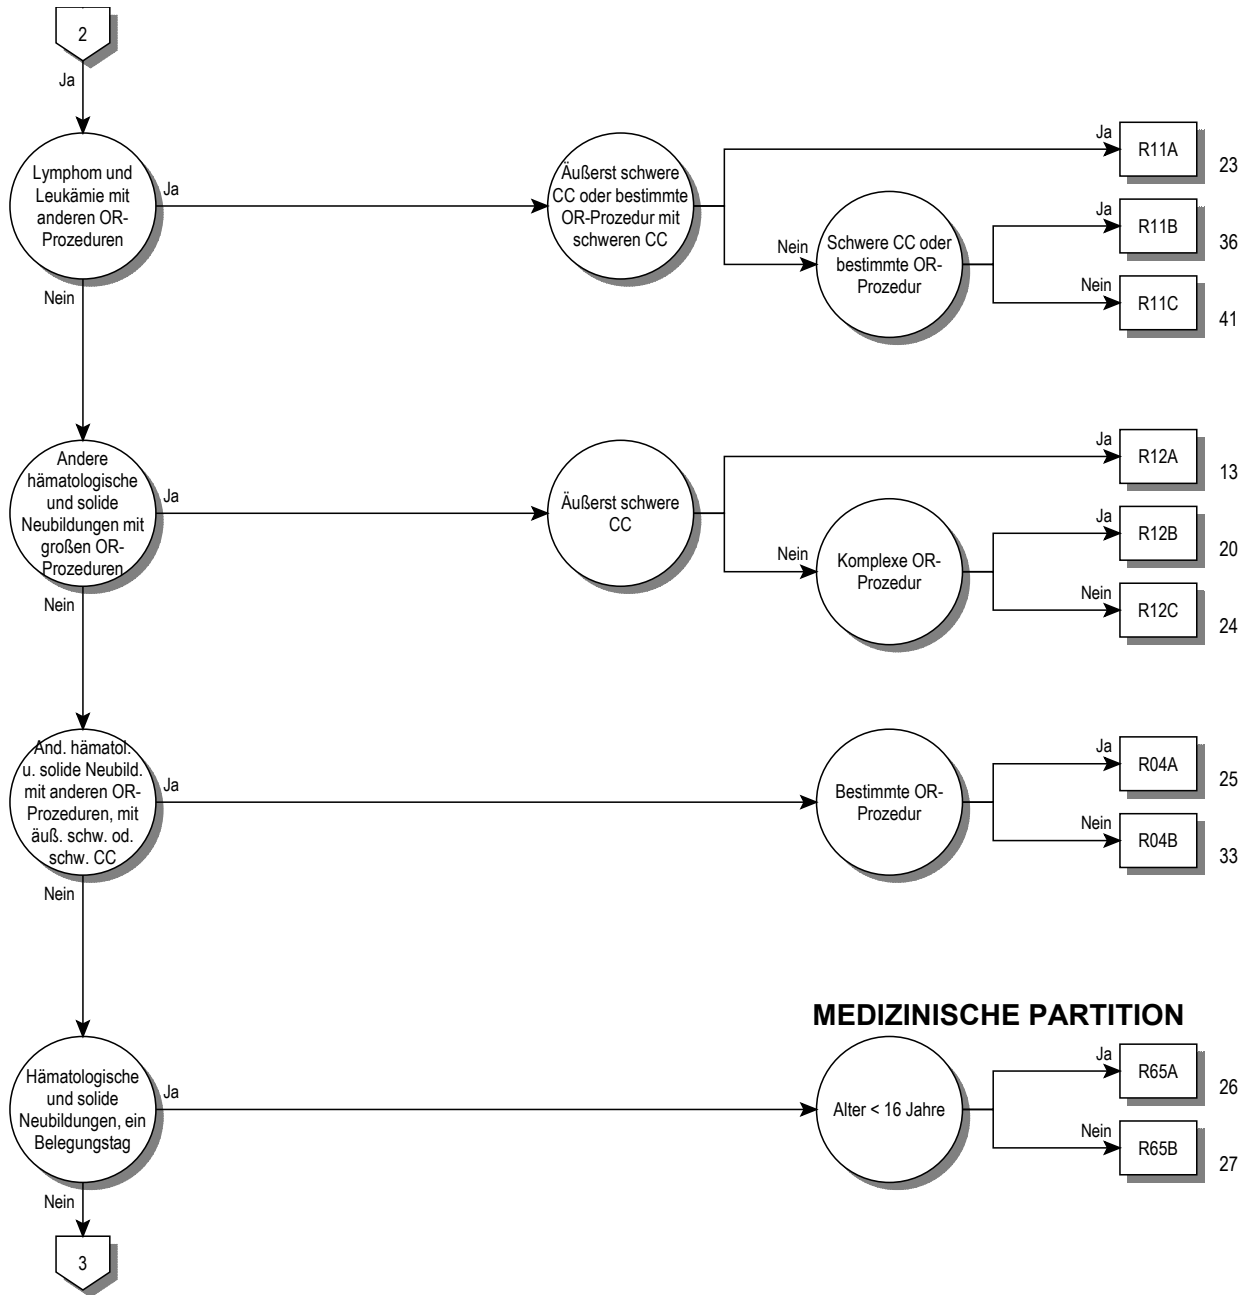 2
Ja
Lymphom und
Leukämie mit
anderen OR-
Prozeduren
Ja
Äußerst schwere
CC oder bestimmte
OR-Prozedur mit
schweren CC
Ja
R11A
23
Nein
Schwere CC oder
bestimmte OR-
Prozedur
Ja
R11B
36
Nein
R11C
41
Nein
Andere
hämatologische
und solide
Neubildungen mit
großen OR-
Prozeduren
Ja
Äußerst schwere
CC
Ja
R12A
13
Nein
Komplexe OR-
Prozedur
Ja
R12B
20
Nein
R12C
24
Nein
And. hämatol.
u. solide Neubild.
mit anderen OR-
Prozeduren, mit
äuß. schw. od.
schw. CC
Ja
Bestimmte OR-
Prozedur
Ja
R04A
25
Nein
R04B
33
Nein
MEDIZINISCHE PARTITION
Hämatologische
und solide
Neubildungen, ein
Belegungstag
Ja
Alter < 16 Jahre
Ja
R65A
26
Nein
R65B
27
Nein
3